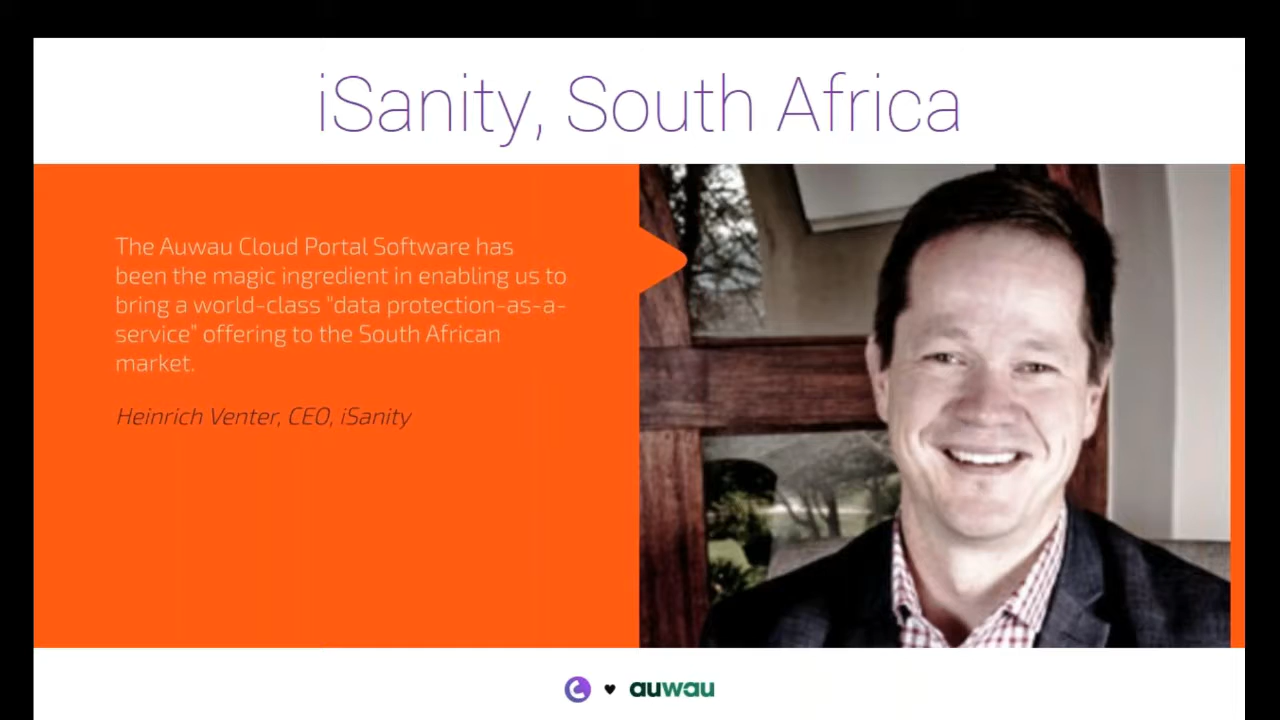 iSanity, South Africa
The Auwau Cloud Portal Software has
been the magic ingredient in enabling us to
bring a world-class "data protection-as-a-
service" offering to the South African
market.
Heinrich Venter, CEO, iSanity
auwau